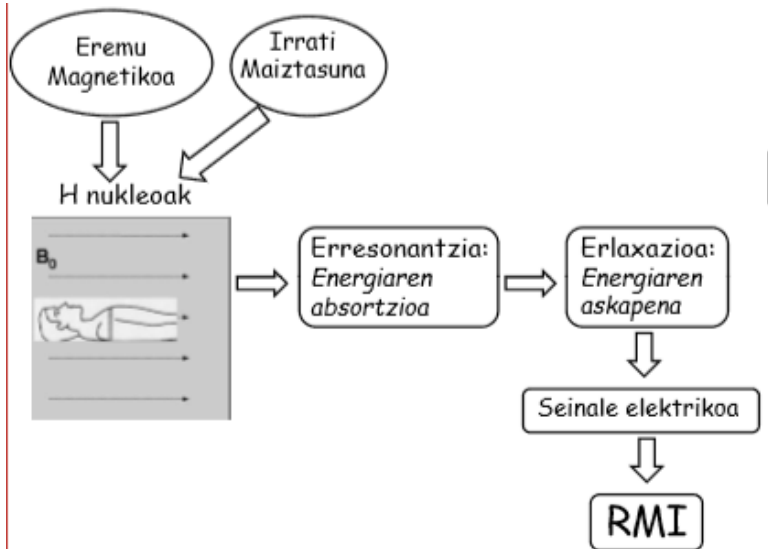 Eremu
Magnetikoa
Irrati
Maiztasuna
H nukleoak
B₀
Erresonantzia:
Energiaren
absortzioa
Erlaxazioa:
Energiaren
askapena
Seinale elektrikoa
RMI